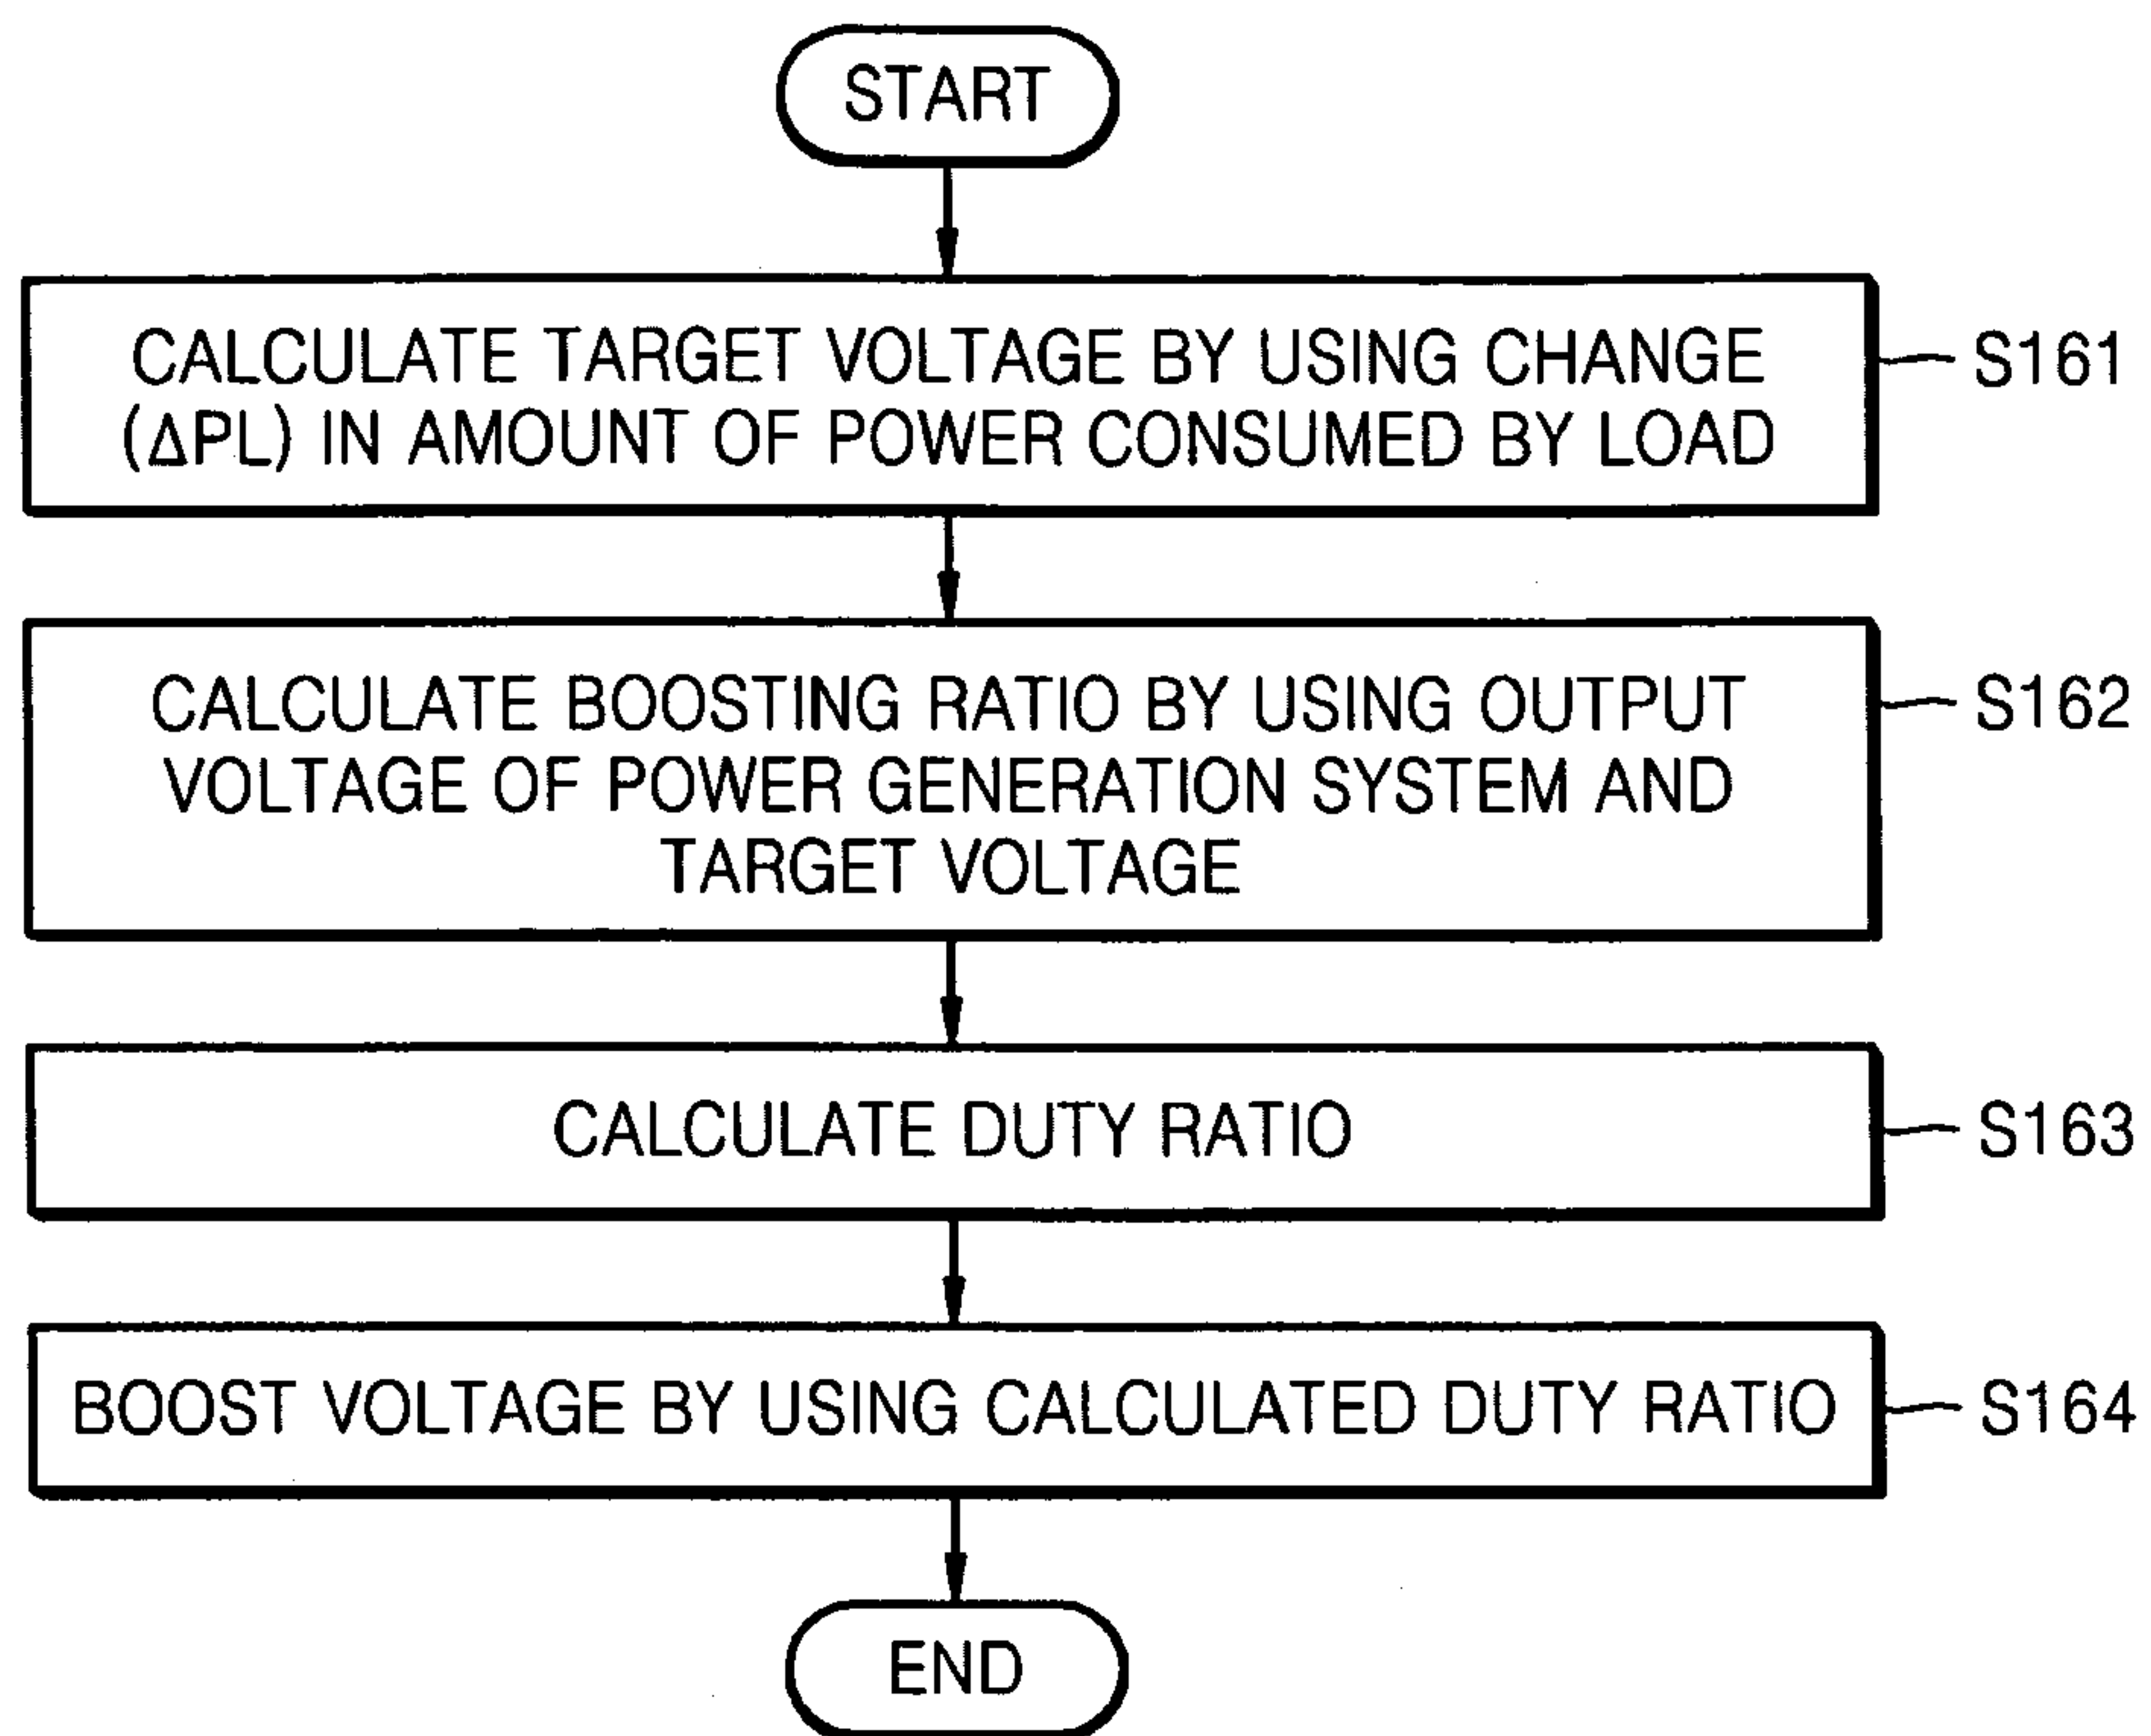 START
CALCULATE TARGET VOLTAGE BY USING CHANGE
(ΔPL) IN AMOUNT OF POWER CONSUMED BY LOAD
S161
CALCULATE BOOSTING RATIO BY USING OUTPUT
VOLTAGE OF POWER GENERATION SYSTEM AND
TARGET VOLTAGE
S162
CALCULATE DUTY RATIO
S163
BOOST VOLTAGE BY USING CALCULATED DUTY RATIO
S164
END